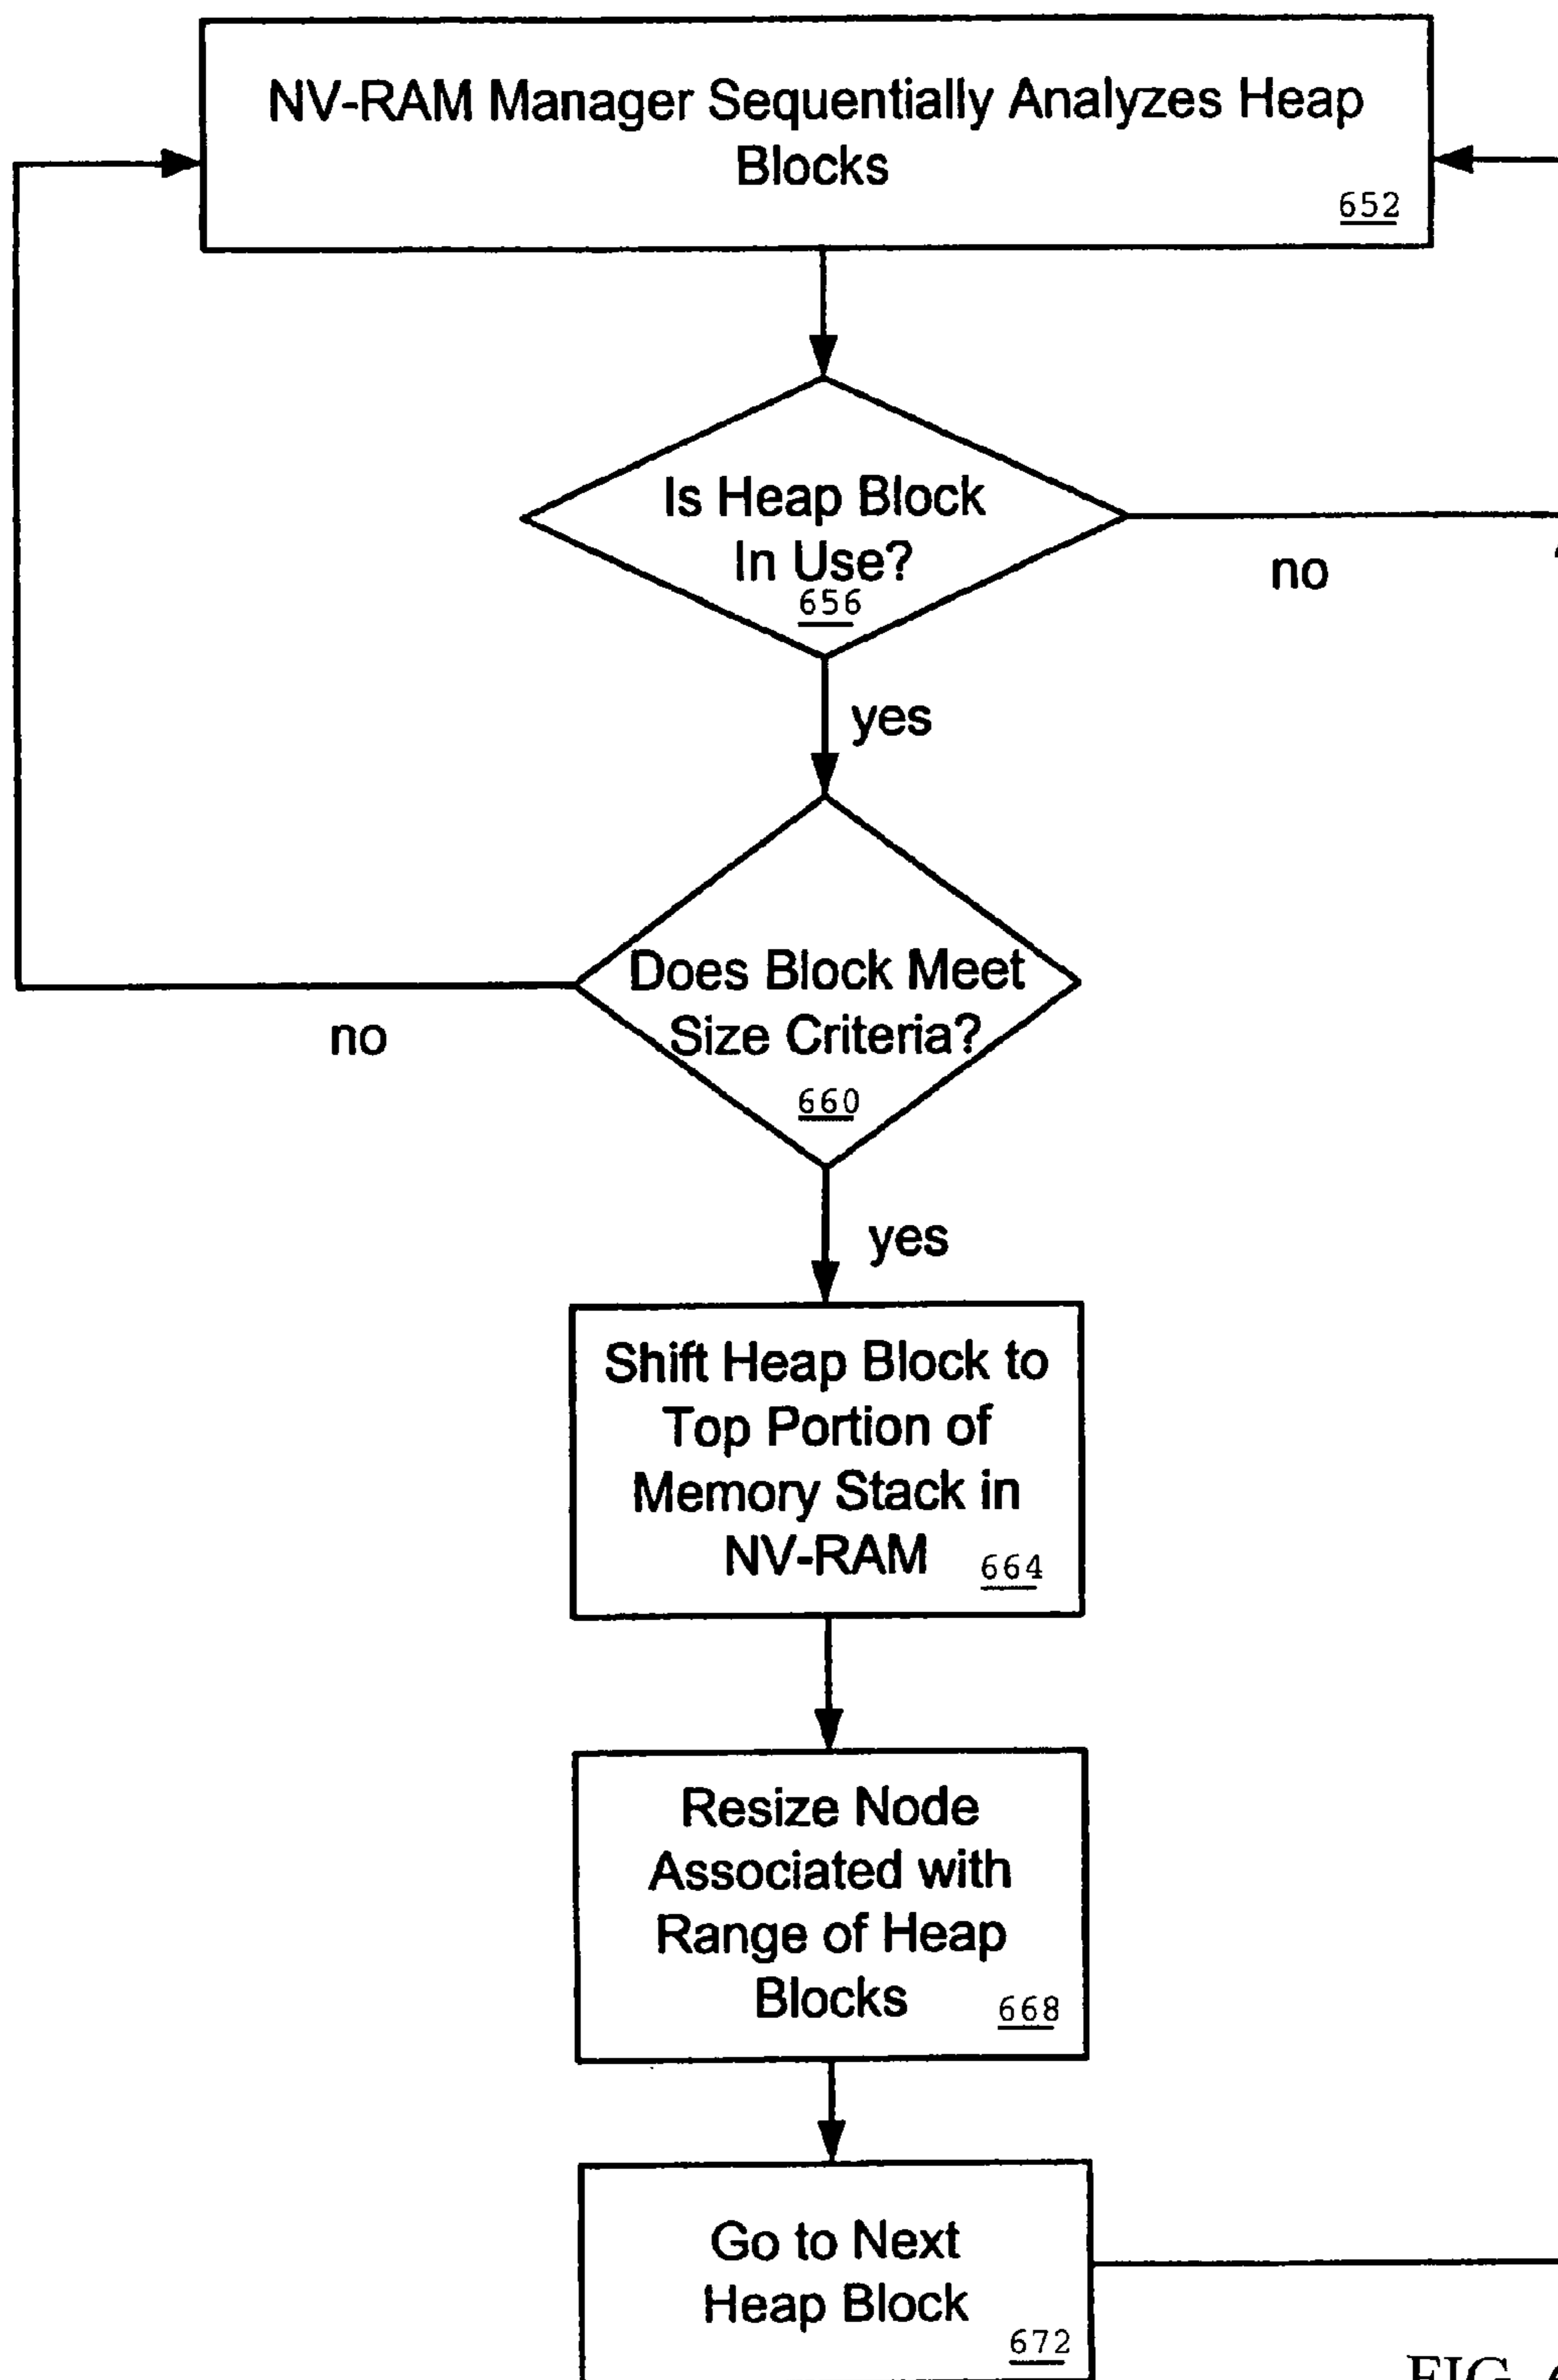 NV-RAM Manager Sequentially Analyzes Heap
Blocks
652
Is Heap Block
In Use?
656
no
yes
Does Block Meet
Size Criteria?
660
no
yes
Shift Heap Block to
Top Portion of
Memory Stack in
NV-RAM
664
Resize Node
Associated with
Range of Heap
Blocks
668
Go to Next
Heap Block
672
FIG